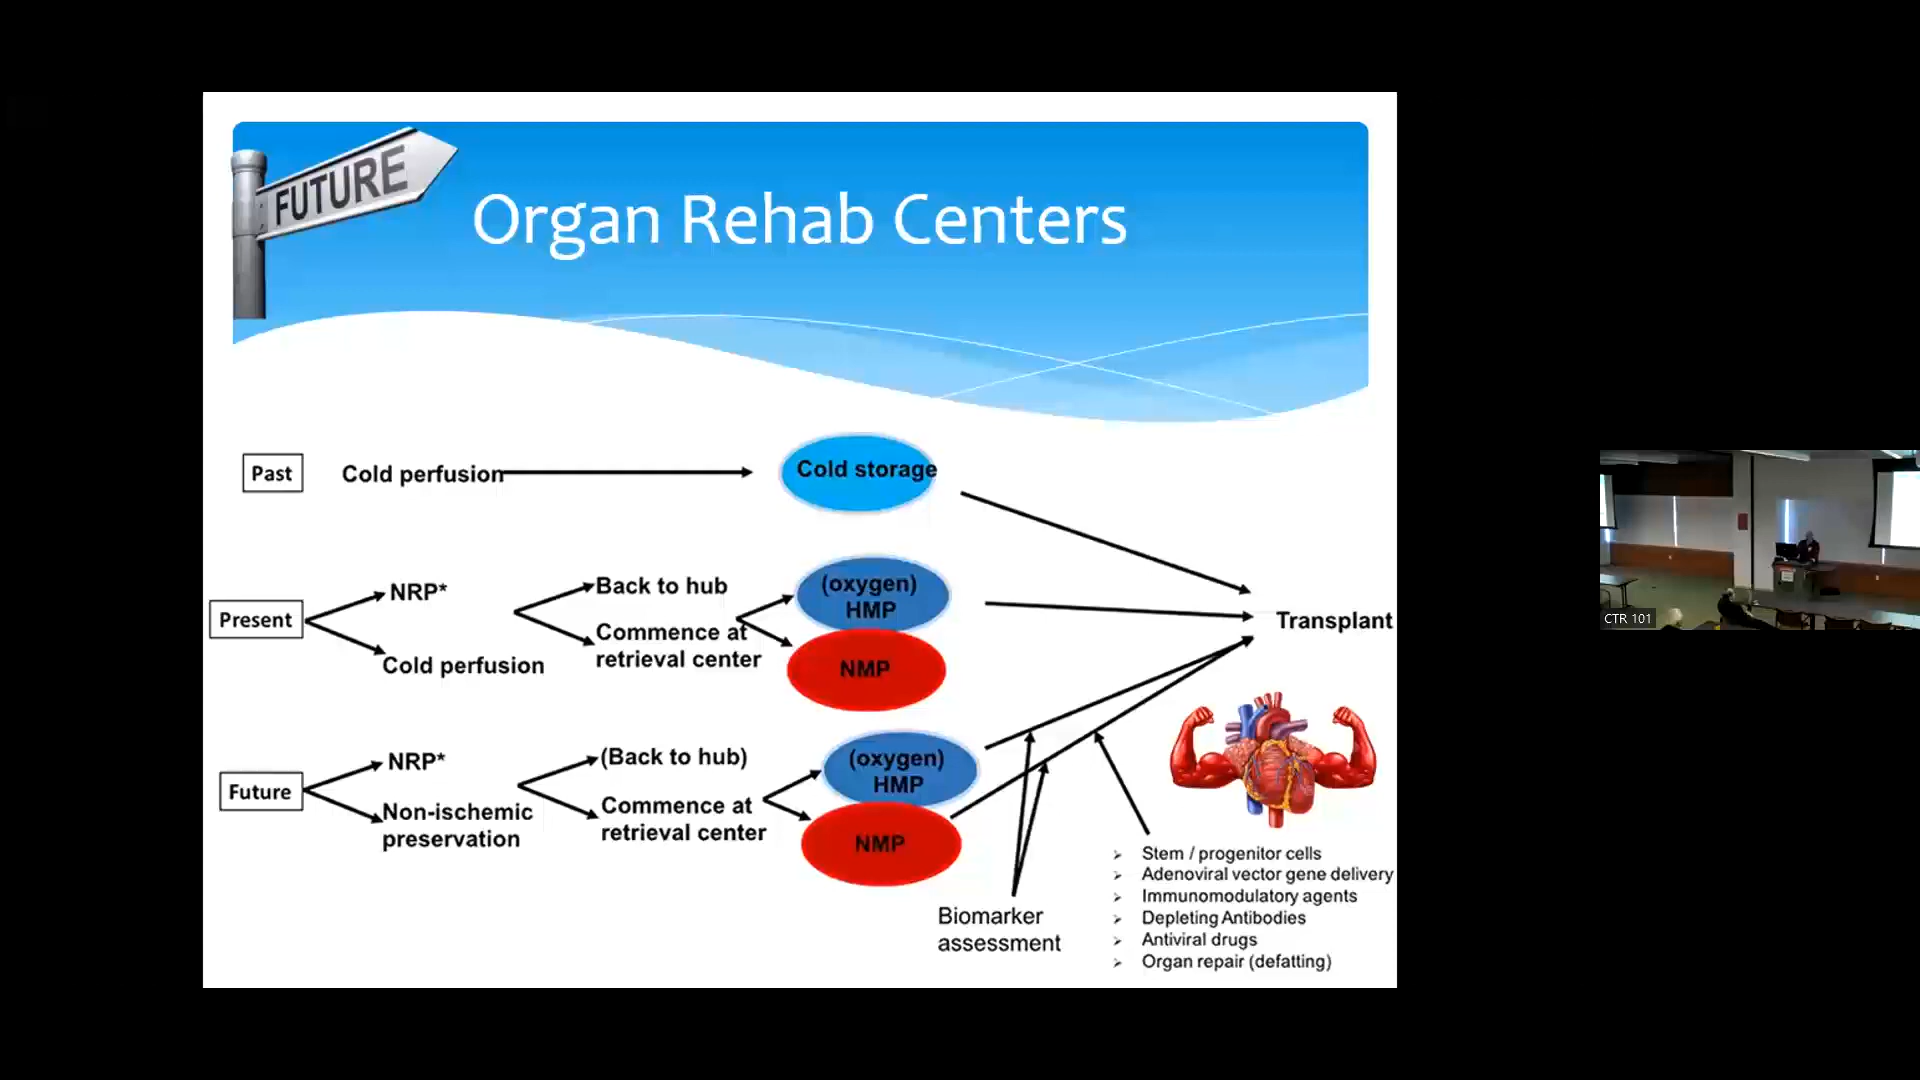 FUTURE
Organ Rehab Centers
Past
Cold perfusion
Cold storage
Present
NRP*
Cold perfusion
Back to hub
Commence at
retrieval center
(oxygen)
HMP
NMP
Transplant
Future
NRP*
Non-ischemic
preservation
(Back to hub)
Commence at
retrieval center
(oxygen)
HMP
NMP
Biomarker
assessment
Stem / progenitor cells
Adenoviral vector gene delivery
Immunomodulatory agents
Depleting Antibodies
Antiviral drugs
Organ repair (defatting)
CTR 101